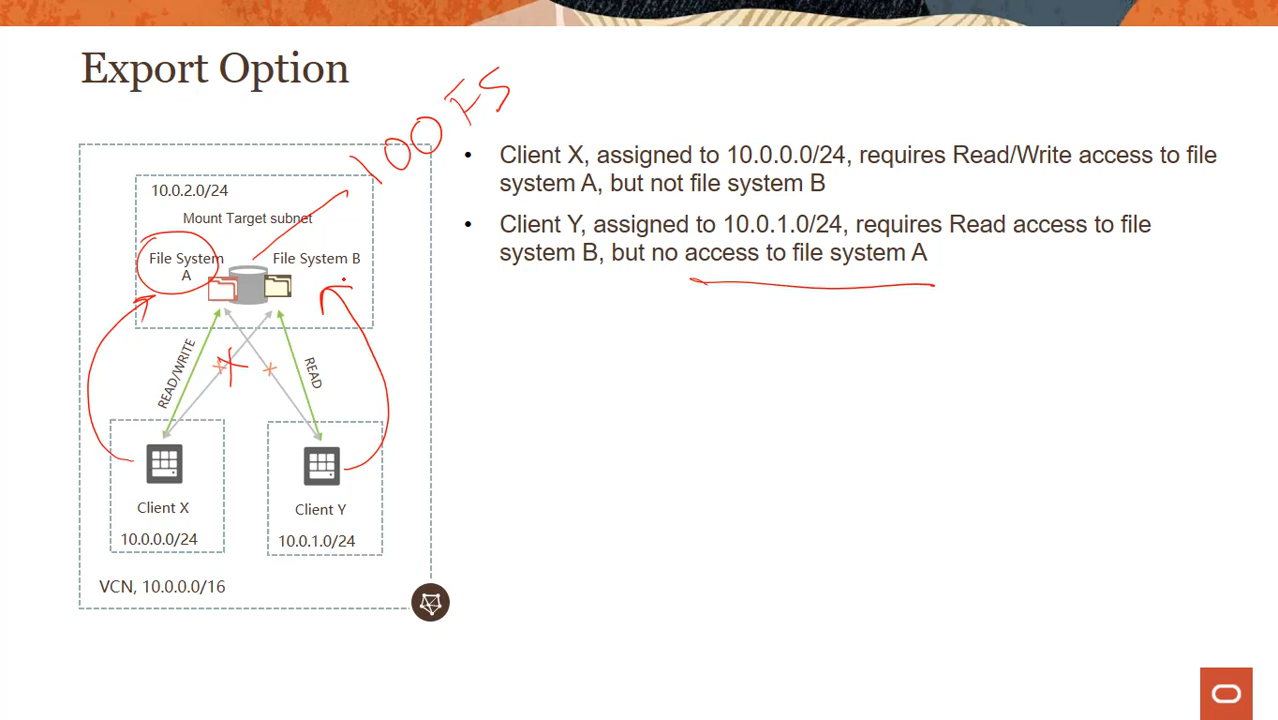 Export Option
100 FS
10.0.2.0/24
Mount Target subnet
File System
A
File System B
READ/WRITE
READ
Client X
10.0.0.0/24
Client Y
10.0.1.0/24
VCN, 10.0.0.0/16
• Client X, assigned to 10.0.0.0/24, requires Read/Write access to file
system A, but not file system B
• Client Y, assigned to 10.0.1.0/24, requires Read access to file
system B, but no access to file system A